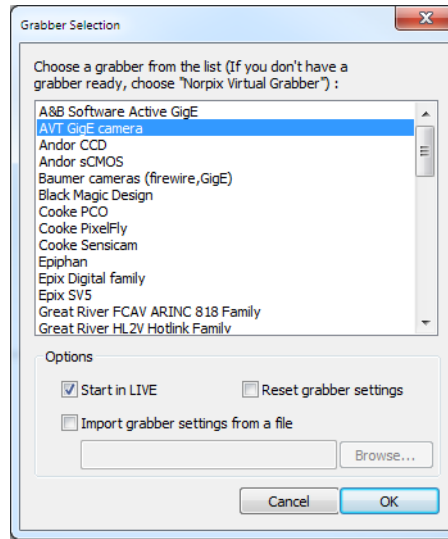 Grabber Selection
Choose a grabber from the list (If you don't have a
grabber ready, choose "Norpix Virtual Grabber") :
A&B Software Active GigE
AVT GigE camera
Andor CCD
Andor sCMOS
Baumer cameras (firewire,GigE)
Black Magic Design
Cooke PCO
Cooke PixelFly
Cooke Sensicam
Epiphan
Epix Digital family
Epix SV5
Great River FCAV ARINC 818 Family
Great River HL2V Hotlink Family
Options
Start in LIVE
Reset grabber settings
Import grabber settings from a file
Browse...
Cancel
OK